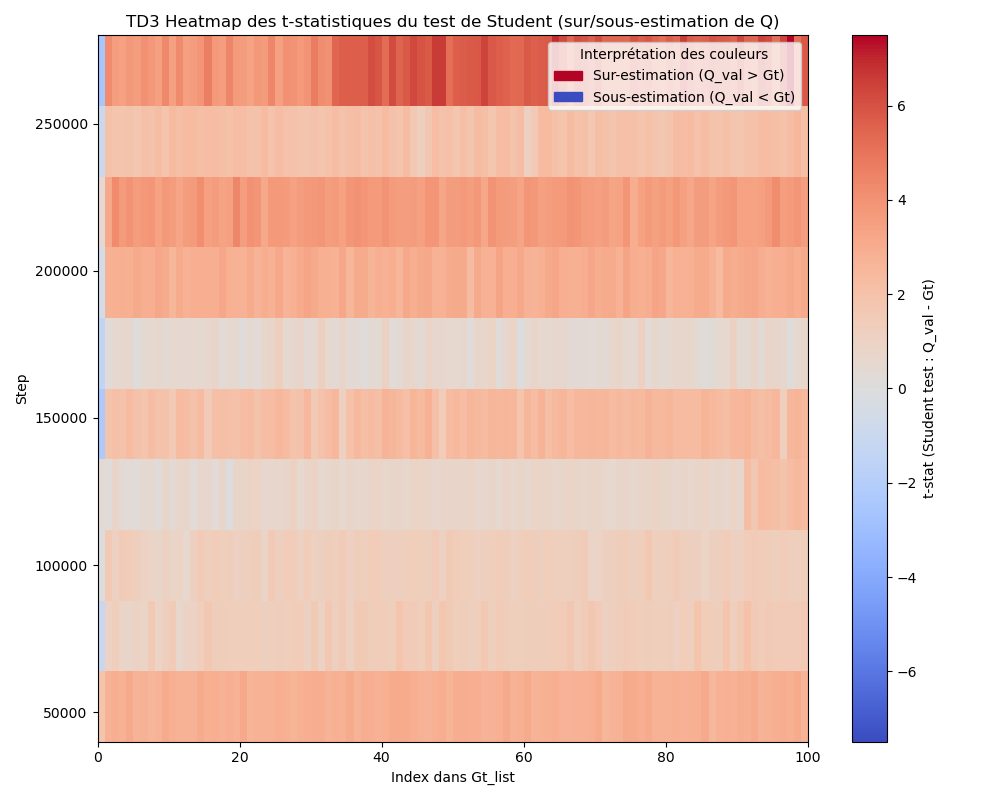 TD3 Heatmap des t-statistiques du test de Student (sur/sous-estimation de Q)
Interprétation des couleurs
Sur-estimation (Q_val > Gt)
Sous-estimation (Q_val < Gt)
250000
200000
150000
100000
50000
Step
0
20
40
60
80
100
Index dans Gt_list
6
4
2
0
−2
−4
−6
t-stat (Student test : Q_val - Gt)